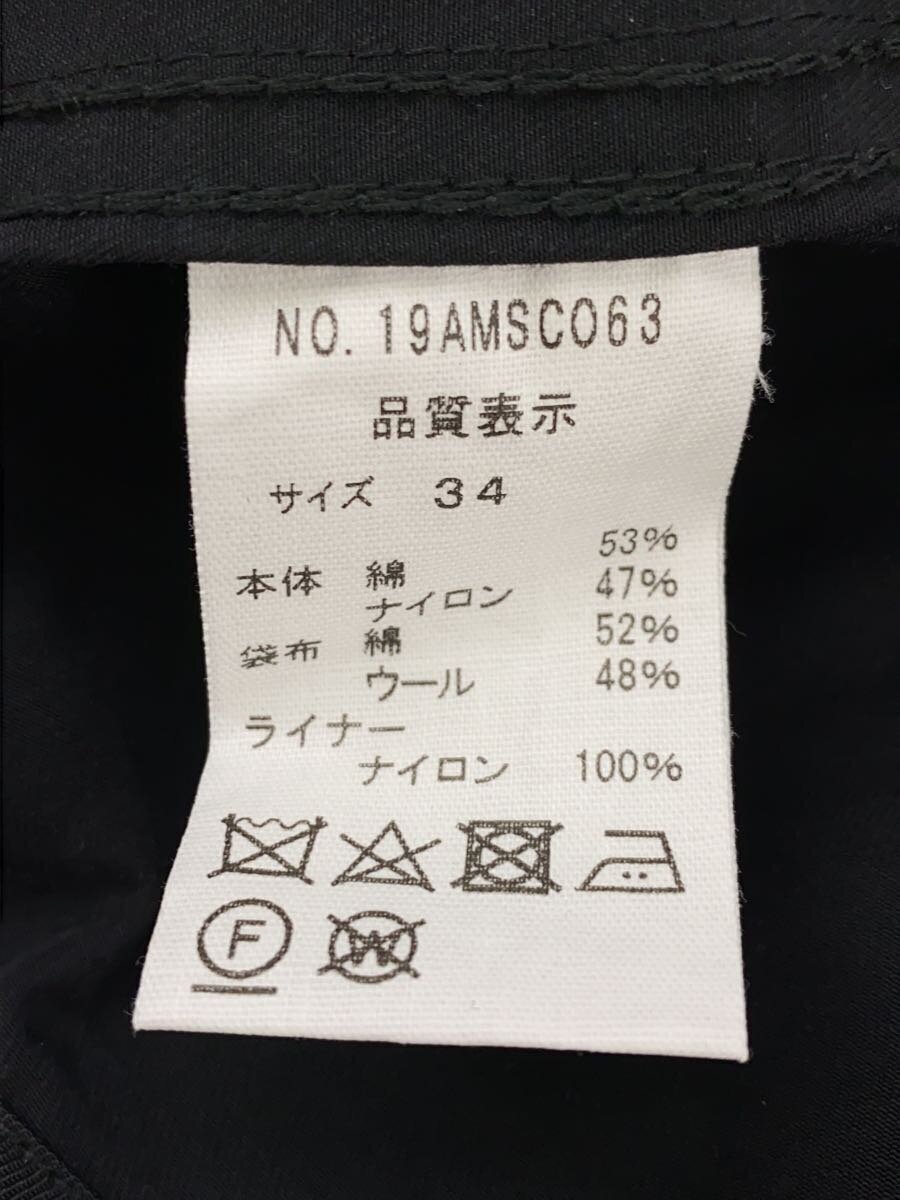 NO. 19AMSCO63
品質表示
サイズ 34
53%
本体 綿 47%
ナイロン
袋布 綿 52%
ウール 48%
ライナー
ナイロン 100%
F
W